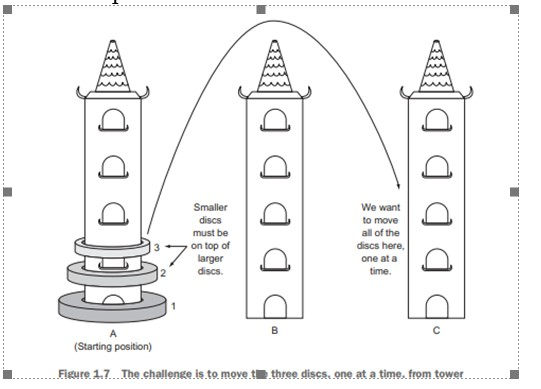 Smaller
discs
must be
on top of
larger
discs.
We want
to move
all of the
discs here,
one at a
time.
3
2
1
A
(Starting position)
B
C
Figure 1.7 The challenge is to move the three discs, one at a time, from tower